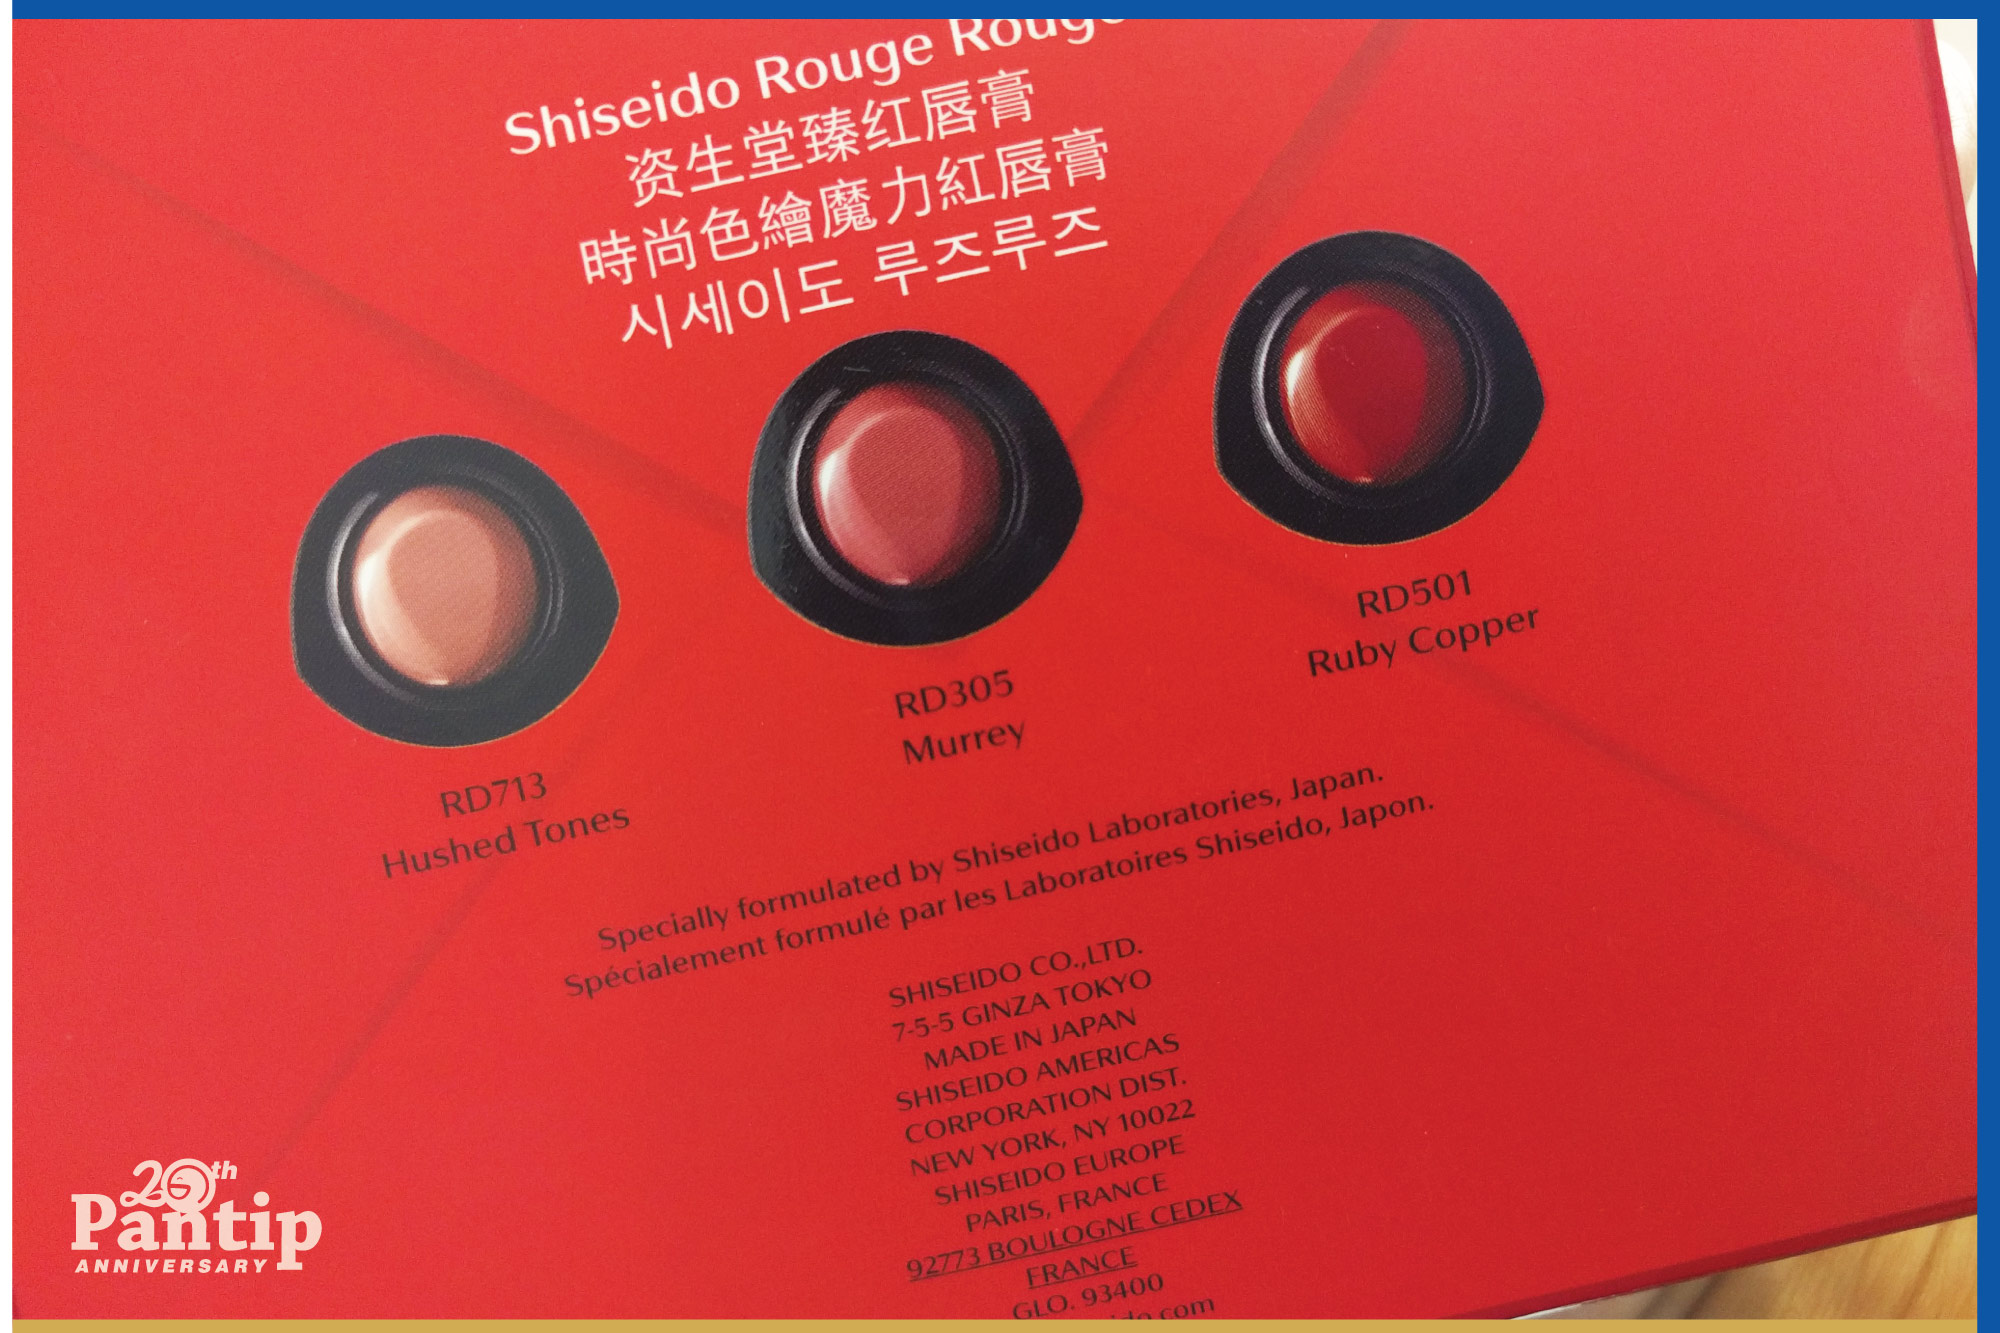 Shiseido Rouge Rouge
资生堂臻红唇膏
時尚色繪魔力紅唇膏
시세이도 루즈루즈
RD713
Hushed Tones
RD305
Murrey
RD501
Ruby Copper
Specially formulated by Shiseido Laboratories, Japan.
Spécialement formulé par les Laboratoires Shiseido, Japon.
SHISEIDO CO.,LTD.
7-5-5 GINZA TOKYO
MADE IN JAPAN
SHISEIDO AMERICAS
CORPORATION DIST.
NEW YORK, NY 10022
SHISEIDO EUROPE
PARIS, FRANCE
92773 BOULOGNE CEDEX
FRANCE
GLO. 93400
20th
Pantip
ANNIVERSARY